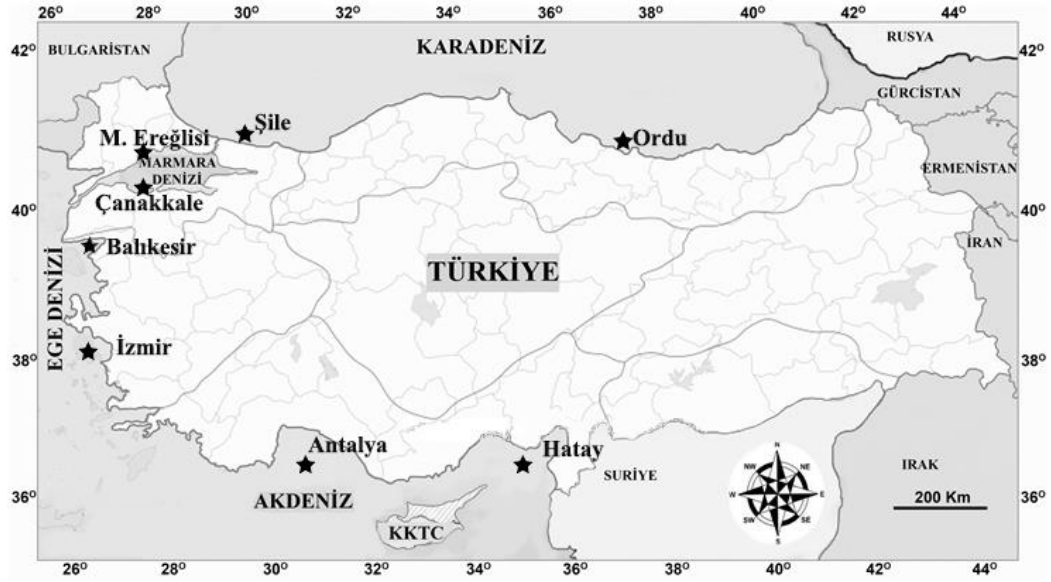 26° 28° 30° 32° 34° 35° 36° 38° 40° 42° 44°
42° BULGARİSTAN KARADENİZ RUSYA 42°
GÜRCİSTAN
Şile
M. Ereğlisi
Ordu
MARMARA
DENİZİ
ERMENİSTAN
Çanakkale
40° 40°
İRAN
Balıkesir
EGE DENİZİ
TÜRKİYE
İzmir
38° 38°
Antalya
Hatay
SURİYE
IRAK
N
NW NE
W E
SW SE
S
36° 36°
AKDENİZ
200 Km
KKTC
26° 28° 30° 32° 34° 36° 38° 40° 42° 44°